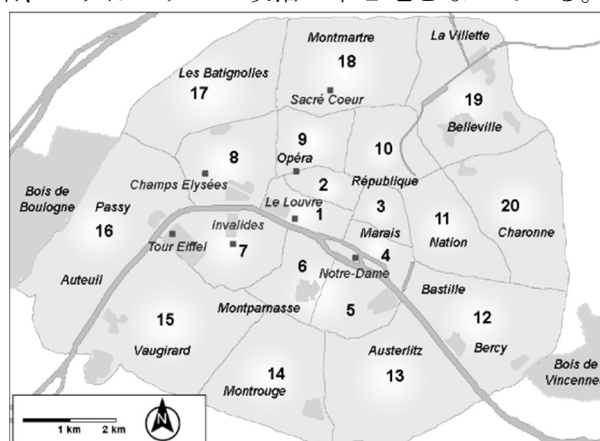 Montmartre
La Villette
18
Les Batignolles
17
Sacré Coeur
19
Belleville
9
10
8
Opéra
2
République
Champs Elysées
Le Louvre
1
3
11
20
Bois de
Boulogne
Passy
16
Invalides
Marais
Nation
Charonne
Tour Eiffel
7
4
6
Notre-Dame
Auteuil
Bastille
Montparnasse
5
12
15
Vaugirard
Austerlitz
Bercy
14
13
Montrouge
Bois de
Vincenne
N
1 km 2 km